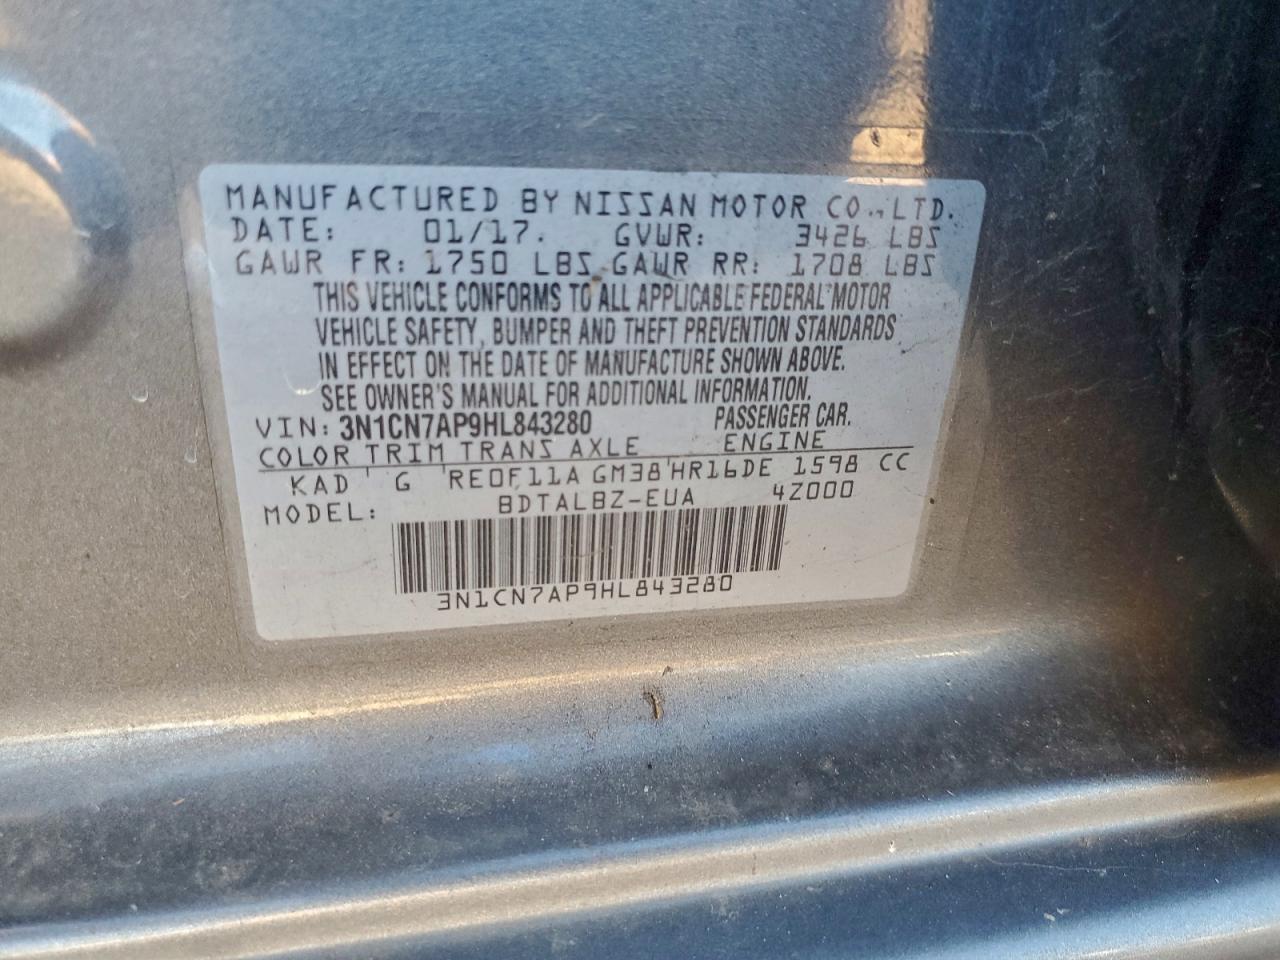 MANUFACTURED BY NISSAN MOTOR CO., LTD.
DATE: 01/17. GVWR: 3426 LBS
GAWR FR: 1750 LBS GAWR RR: 1708 LBS
THIS VEHICLE CONFORMS TO ALL APPLICABLE FEDERAL MOTOR
VEHICLE SAFETY, BUMPER AND THEFT PREVENTION STANDARDS
IN EFFECT ON THE DATE OF MANUFACTURE SHOWN ABOVE.
SEE OWNER'S MANUAL FOR ADDITIONAL INFORMATION.
VIN: 3N1CN7AP9HL843280 PASSENGER CAR.
COLOR TRIM TRANS AXLE ENGINE
KAD G RE0F11A GM38 HR16DE 1598 CC
MODEL: BDTALBZ-EUA 4Z000
3N1CN7AP9HL843280